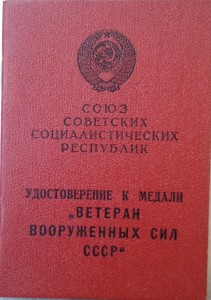 СОЮЗ
СОВЕТСКИХ
СОЦИАЛИСТИЧЕСКИХ
РЕСПУБЛИК
УДОСТОВЕРЕНИЕ К МЕДАЛИ
„ВЕТЕРАН
ВООРУЖЕННЫХ СИЛ
СССР“